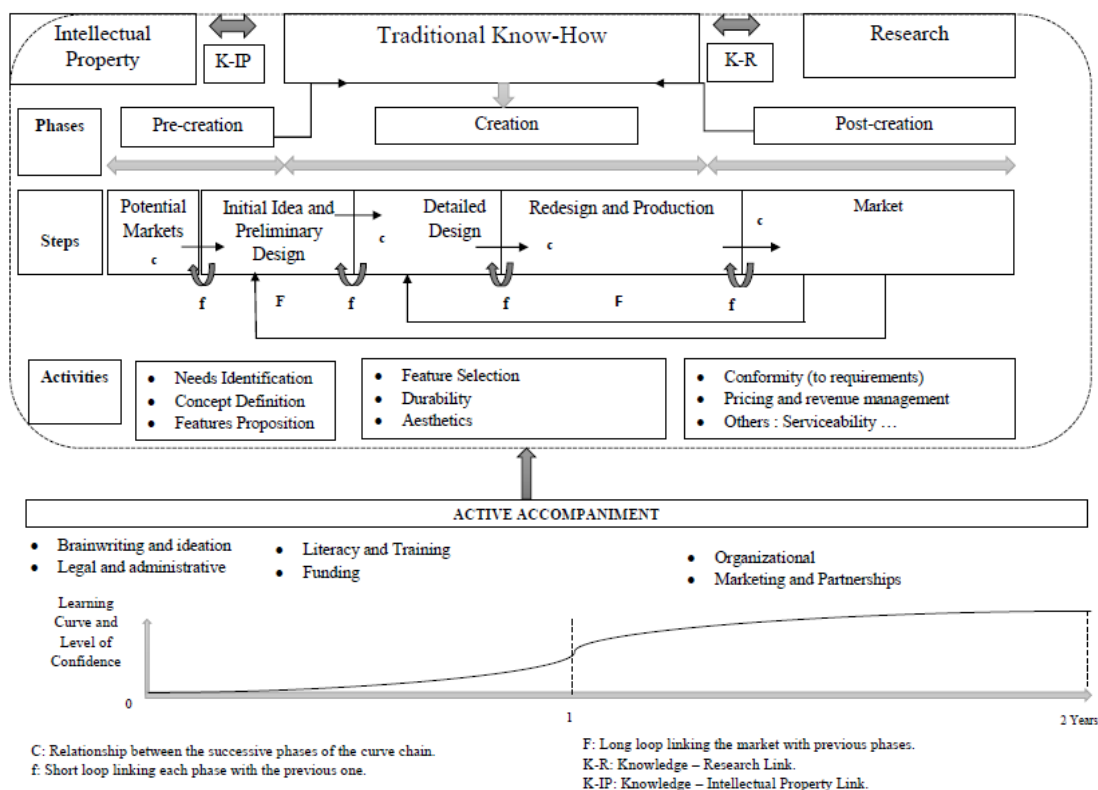 Intellectual
Property
K-IP
Traditional Know-How
K-R
Research
Phases
Pre-creation
Creation
Post-creation
Steps
Potential
Markets
c
Initial Idea and
Preliminary
Design
c
Detailed
Design
Redesign and Production
c
Market
c
f
F
f
f
F
f
Activities
• Needs Identification
• Concept Definition
• Features Proposition
• Feature Selection
• Durability
• Aesthetics
• Conformity (to requirements)
• Pricing and revenue management
• Others : Serviceability …
ACTIVE ACCOMPANIMENT
• Brainwriting and ideation
• Legal and administrative
• Literacy and Training
• Funding
• Organizational
• Marketing and Partnerships
Learning
Curve and
Level of
Confidence
0
1
2 Years
C: Relationship between the successive phases of the curve chain.
f: Short loop linking each phase with the previous one.
F: Long loop linking the market with previous phases.
K-R: Knowledge – Research Link.
K-IP: Knowledge – Intellectual Property Link.